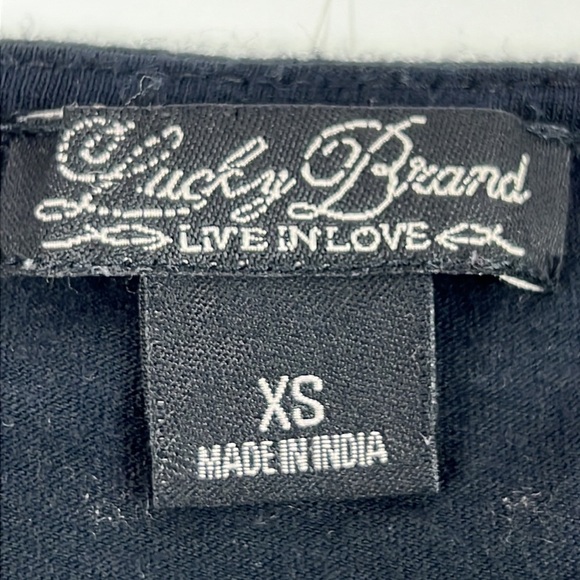 Lucky Brand
LIVE IN LOVE
XS
MADE IN INDIA